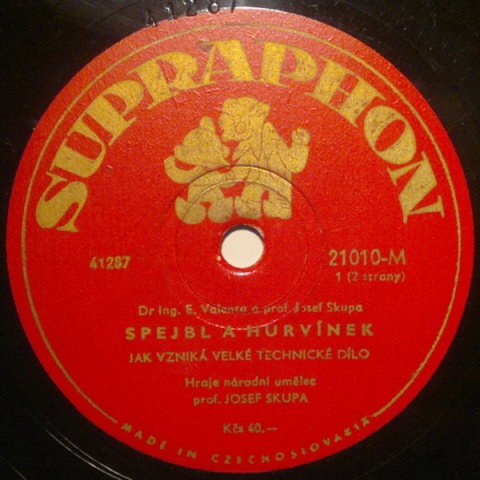 41287
SUPRAPHON
41287
21010-M
1 (2 strany)
Dr Ing. E. Valenta a prof. Josef Skupa
SPEJBL A HURVÍNEK
JAK VZNIKÁ VELKÉ TECHNICKÉ DÍLO
Hraje národní umělec
prof. JOSEF SKUPA
Kčs 40,—
MADE IN CZECHOSLOVAKIA